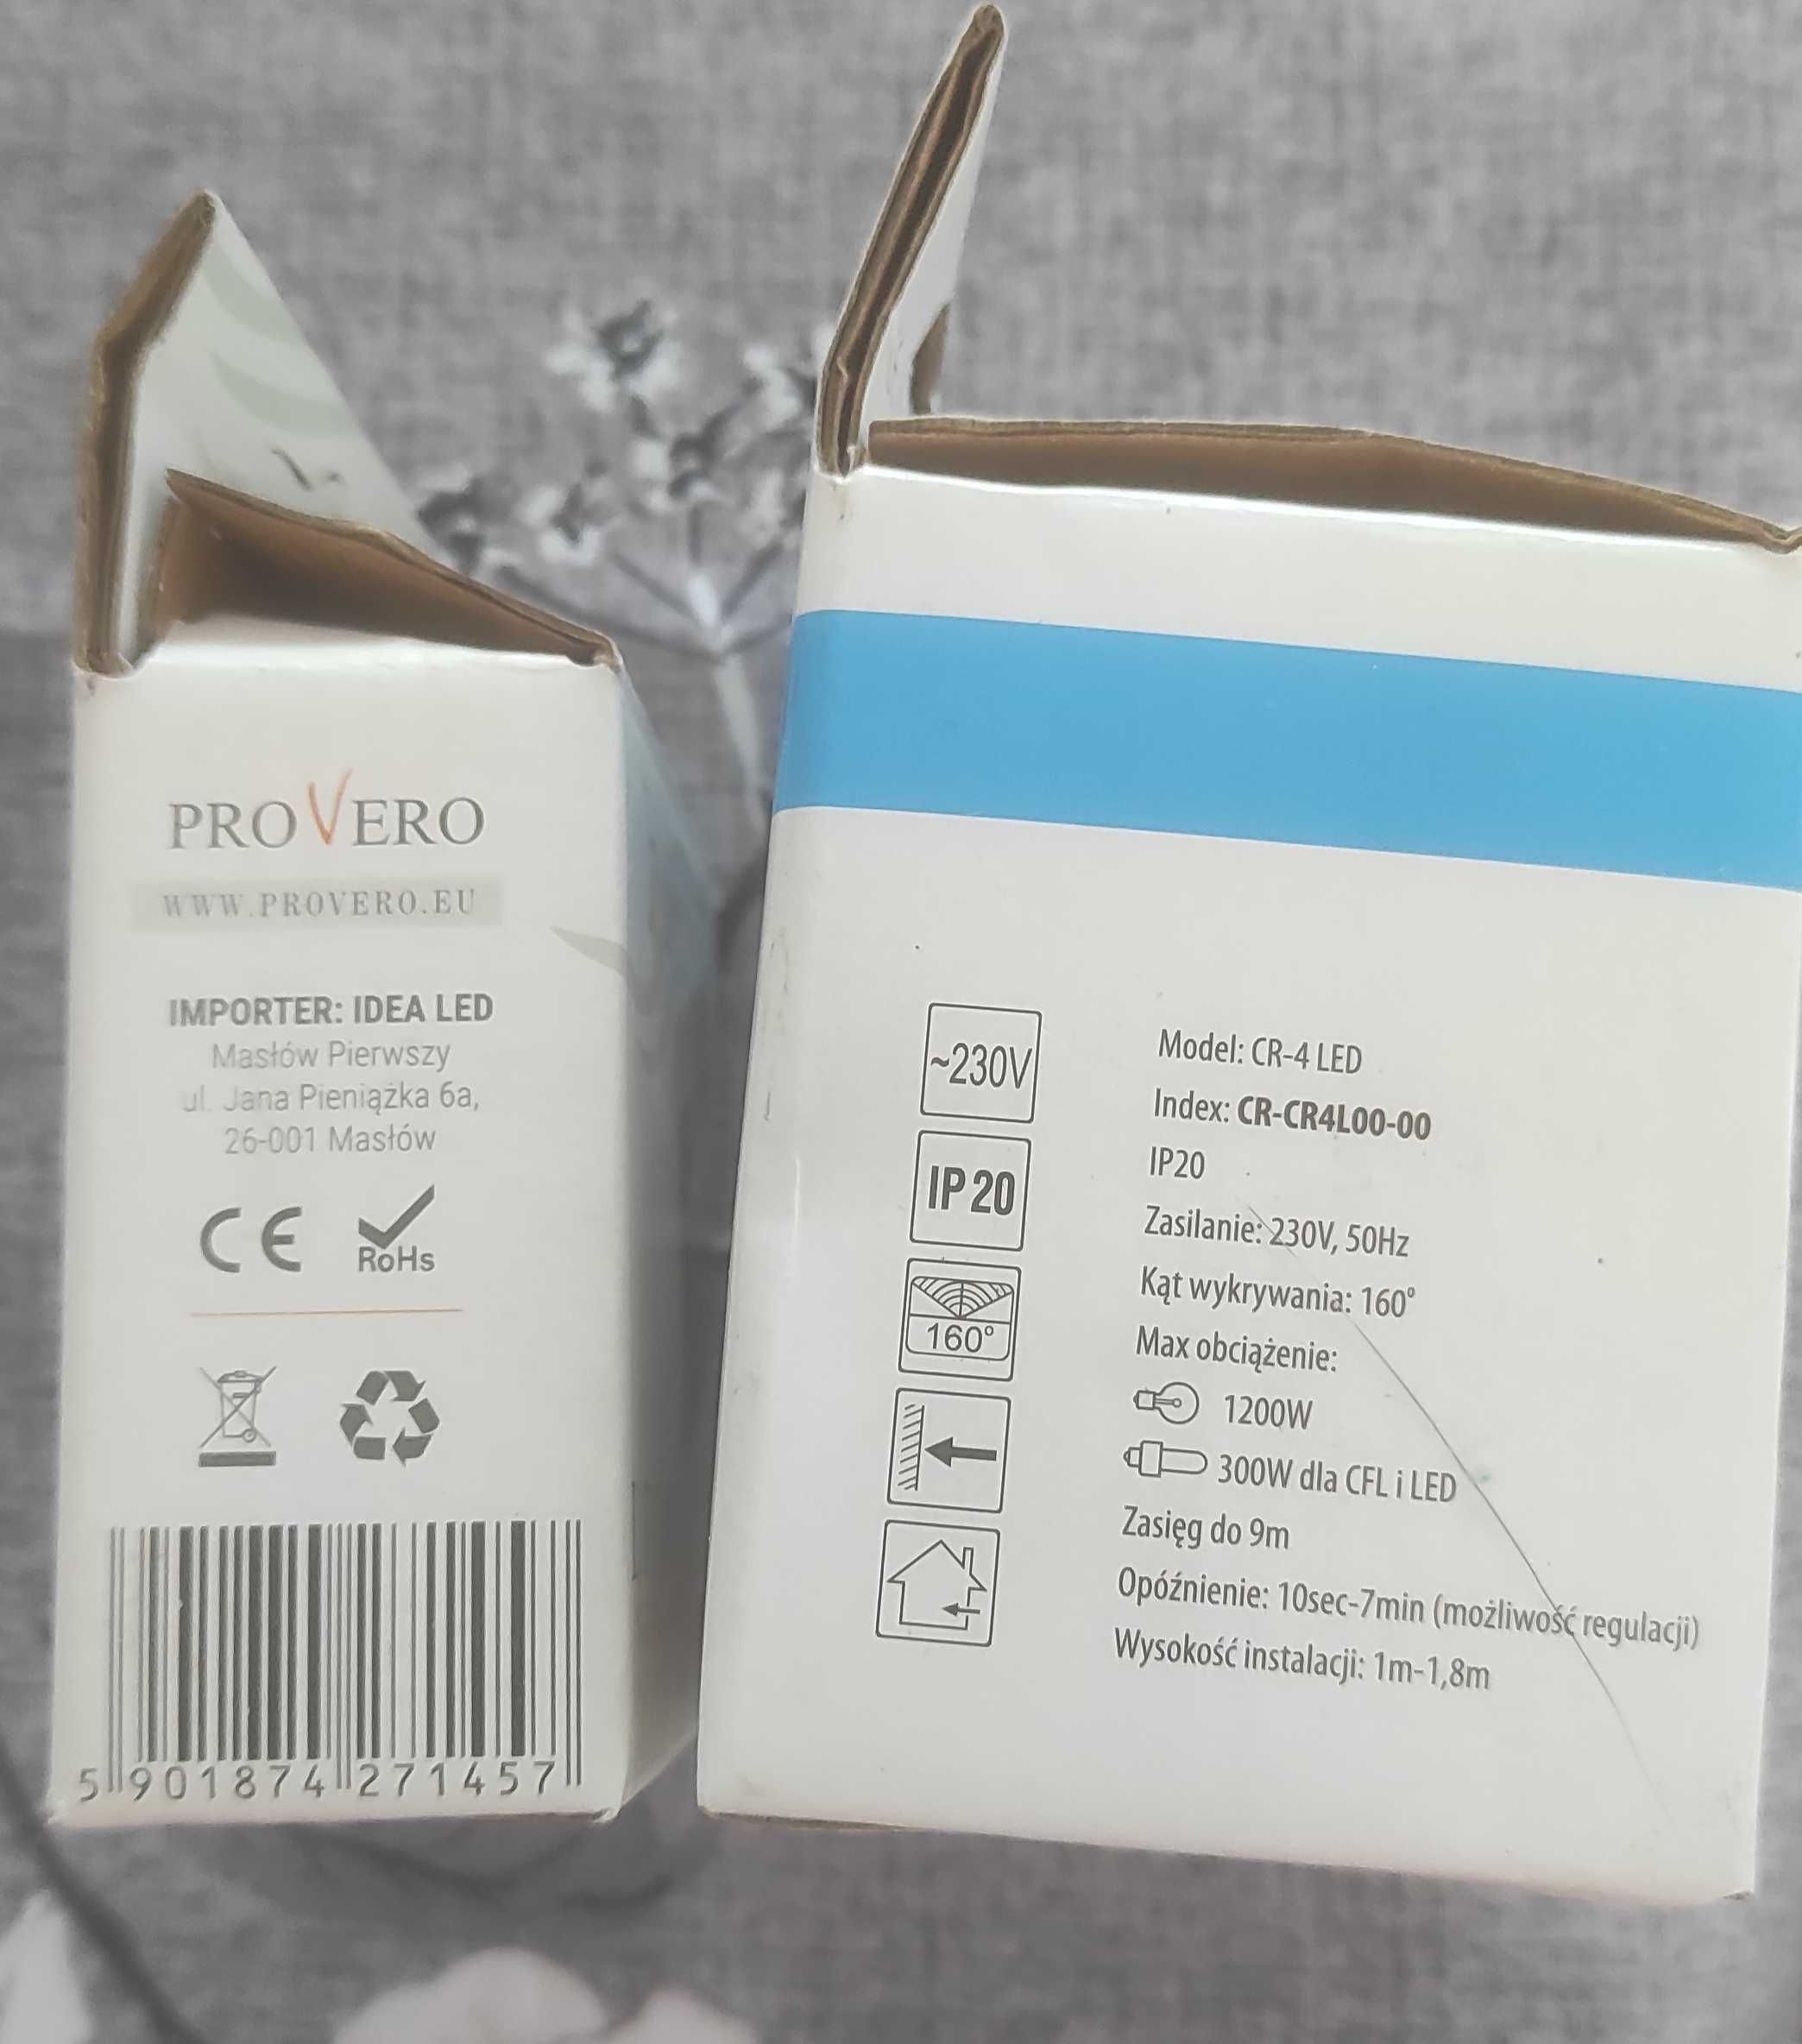 PROVERO
WWW.PROVERO.EU
IMPORTER: IDEA LED
Masłów Pierwszy
ul. Jana Pieniążka 6a,
26-001 Masłów
CE RoHs
5 901874 271457
~230V
IP20
160°
Model: CR-4 LED
Index: CR-CR4L00-00
IP20
Zasilanie: 230V, 50Hz
Kąt wykrywania: 160°
Max obciążenie:
1200W
300W dla CFL i LED
Zasięg do 9m
Opóźnienie: 10sec-7min (możliwość regulacji)
Wysokość instalacji: 1m-1,8m